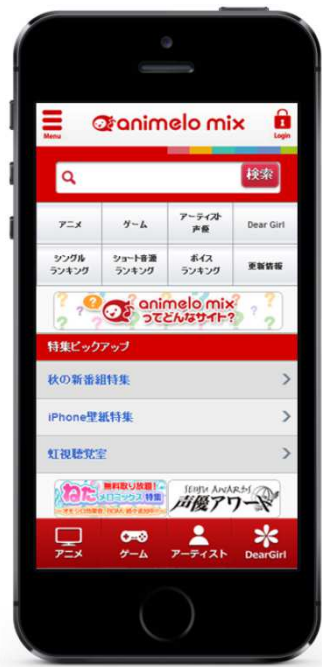 Menu
animelo mix
Login
検索
アニメ
ゲーム
アーティスト
声優
Dear Girl
シングル
ランキング
ショート音源
ランキング
ボイス
ランキング
更新情報
animelo mix
ってどんなサイト?
特集ピックアップ
秋の新番組特集
iPhone壁紙特集
虹視聴覚室
ねた
無料取り放題!
メロミックス 特集
SEIYU AWARDS
声優アワード
アニメ
ゲーム
アーティスト
DearGirl